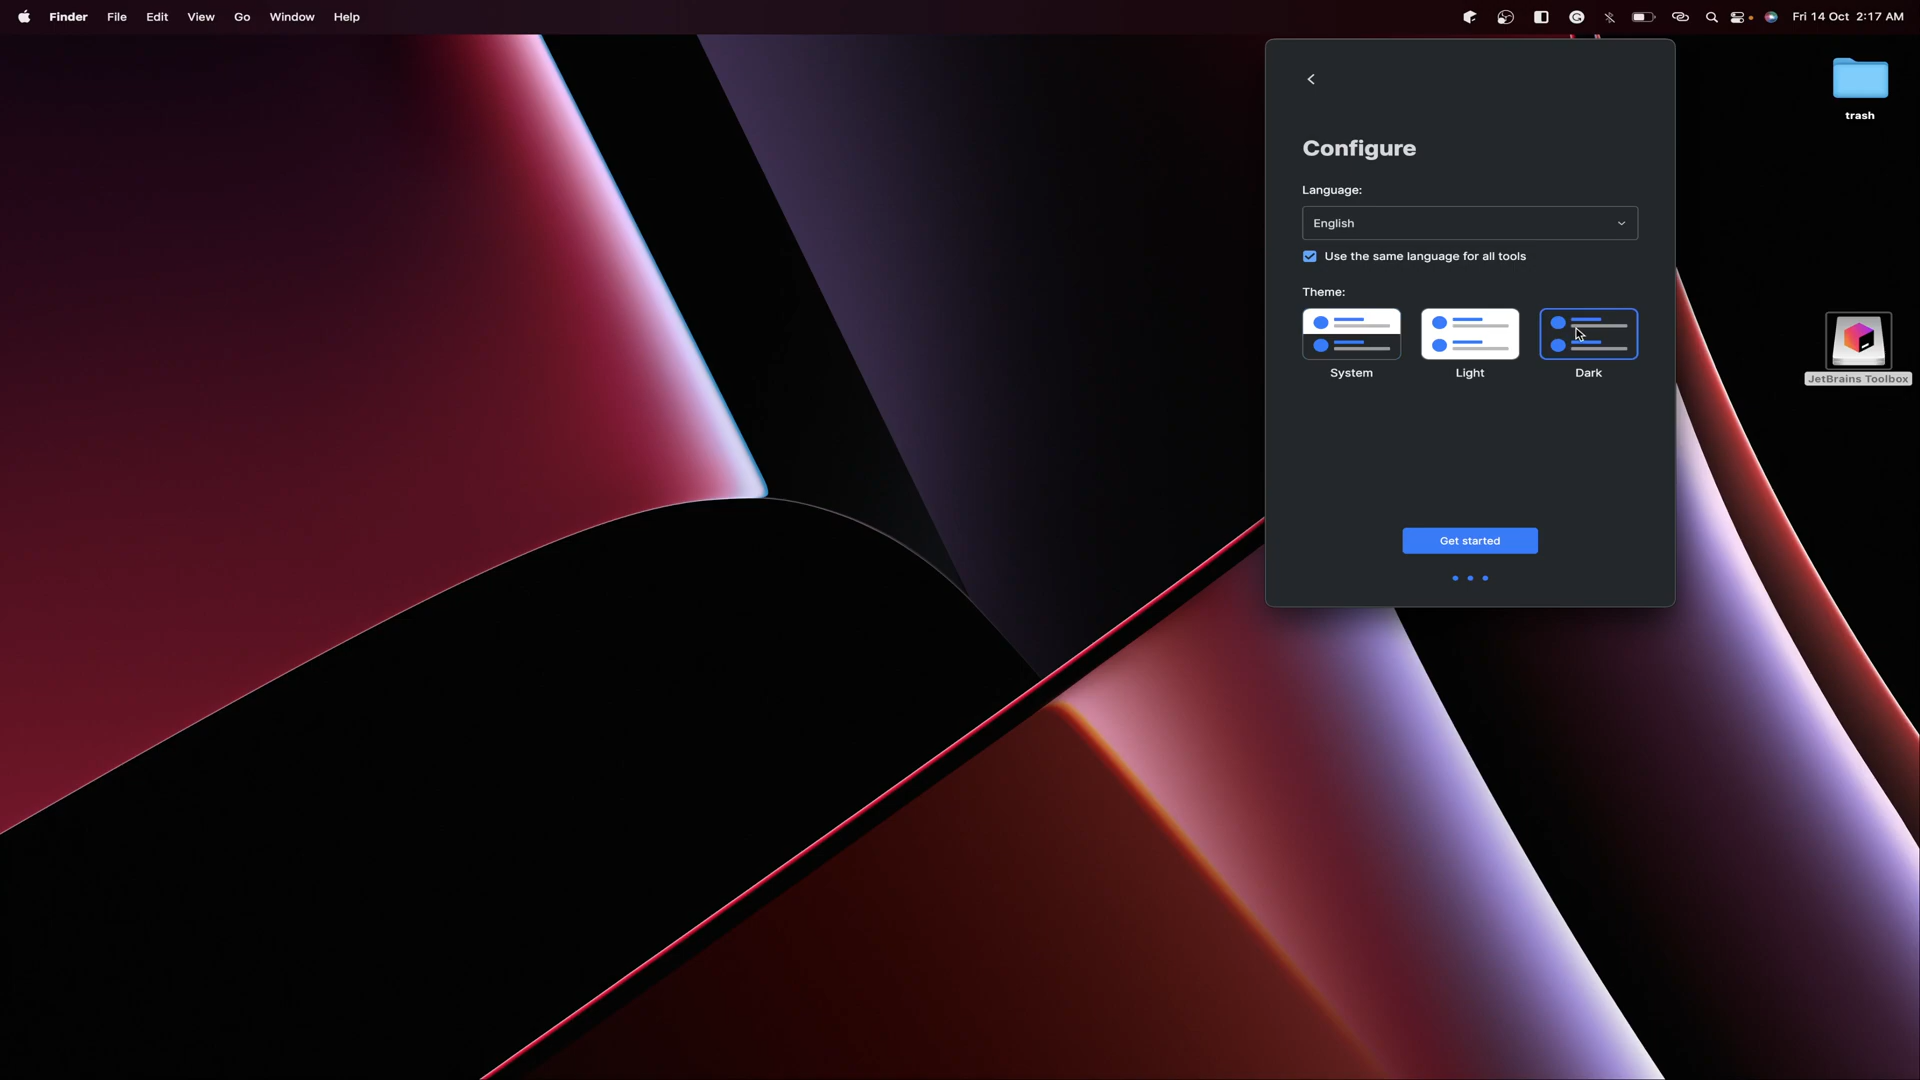 Finder File Edit View Go Window Help Fri 14 Oct 2:17 AM
trash
Configure
Language:
English
Use the same language for all tools
Theme:
System Light Dark
JetBrains Toolbox
Get started